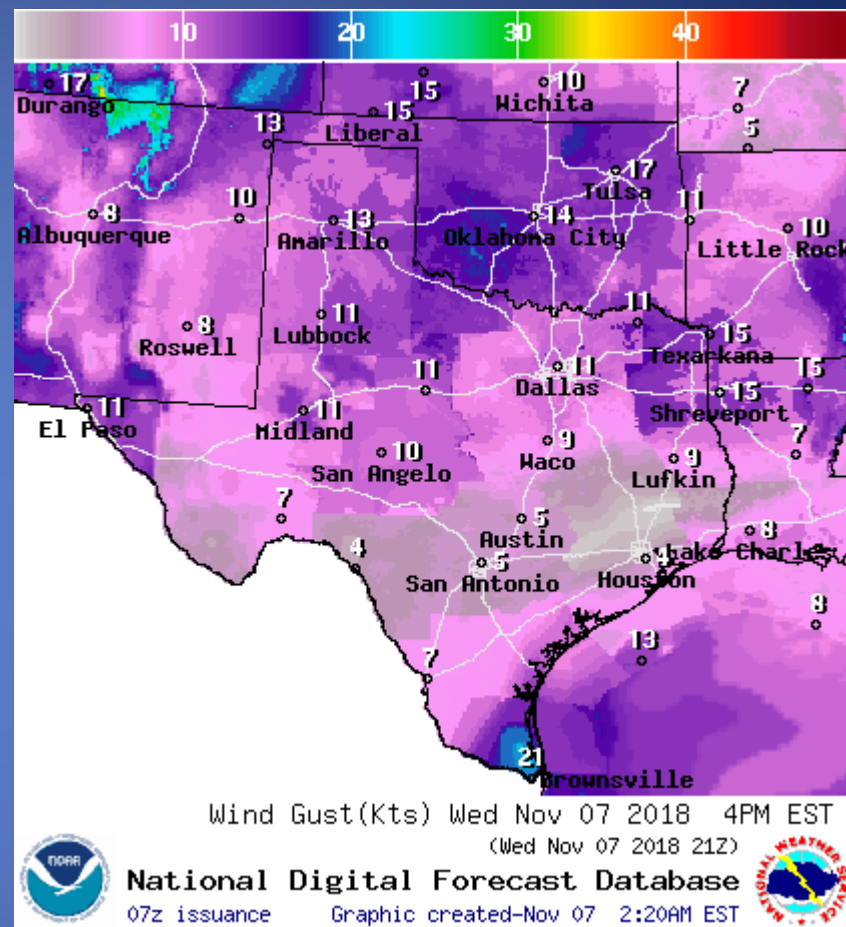 10 20 30 40
17 15 10 7
Durango Wichita
15 5
Liberal
13
17
Tulsa
8 10 13 14 11 10
Albuquerque Amarillo Oklahoma City Little Rock
11 11
8 Lubbock 15
Roswell Texarkana
11 11 15 15
Dallas Shreveport
11 11
El Paso Midland
10 9 9 7
San Angelo Waco Lufkin
7 5 8
Austin
4 5 Lake Charles
San Antonio Houston
8
13
7
21
Brownsville
Wind Gust(Kts) Wed Nov 07 2018 4PM EST
(Wed Nov 07 2018 21Z)
NOAA
National Digital Forecast Database
NATIONAL WEATHER SERVICE
07z issuance Graphic created-Nov 07 2:20AM EST